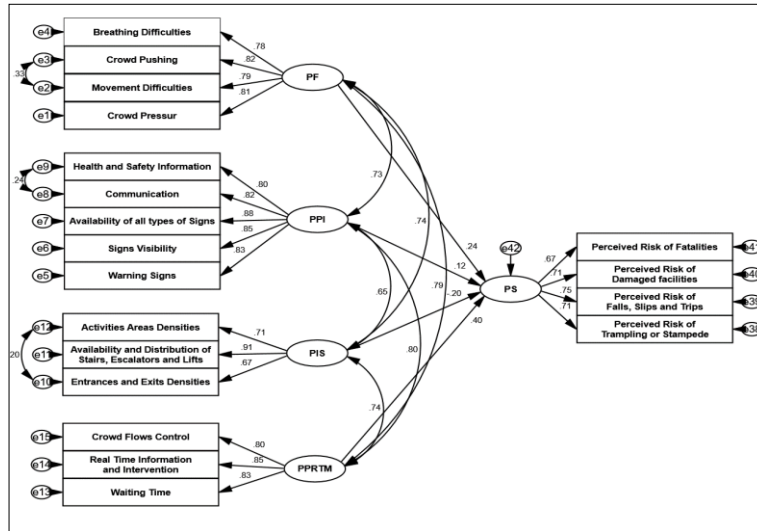 e4
Breathing Difficulties
.78
e3
Crowd Pushing
.82
.33
e2
Movement Difficulties
.79
e1
Crowd Pressur
.81
PF
e9
Health and Safety Information
.80
.24
e8
Communication
.82
e7
Availability of all types of Signs
.88
e6
Signs Visibility
.85
e5
Warning Signs
.83
PPI
.73
.74
.24
.12
.79
-.20
.65
.40
.80
.74
e12
Activities Areas Densities
.71
e11
Availability and Distribution of
Stairs, Escalators and Lifts
.91
20
e10
Entrances and Exits Densities
.67
PIS
e15
Crowd Flows Control
.80
e14
Real Time Information
and Intervention
.85
e13
Waiting Time
.83
PPRTM
e42
PS
.67
Perceived Risk of Fatalities
e41
.71
Perceived Risk of
Damaged facilities
e40
.75
Perceived Risk of
Falls, Slips and Trips
e39
.71
Perceived Risk of
Trampling or Stampede
e38